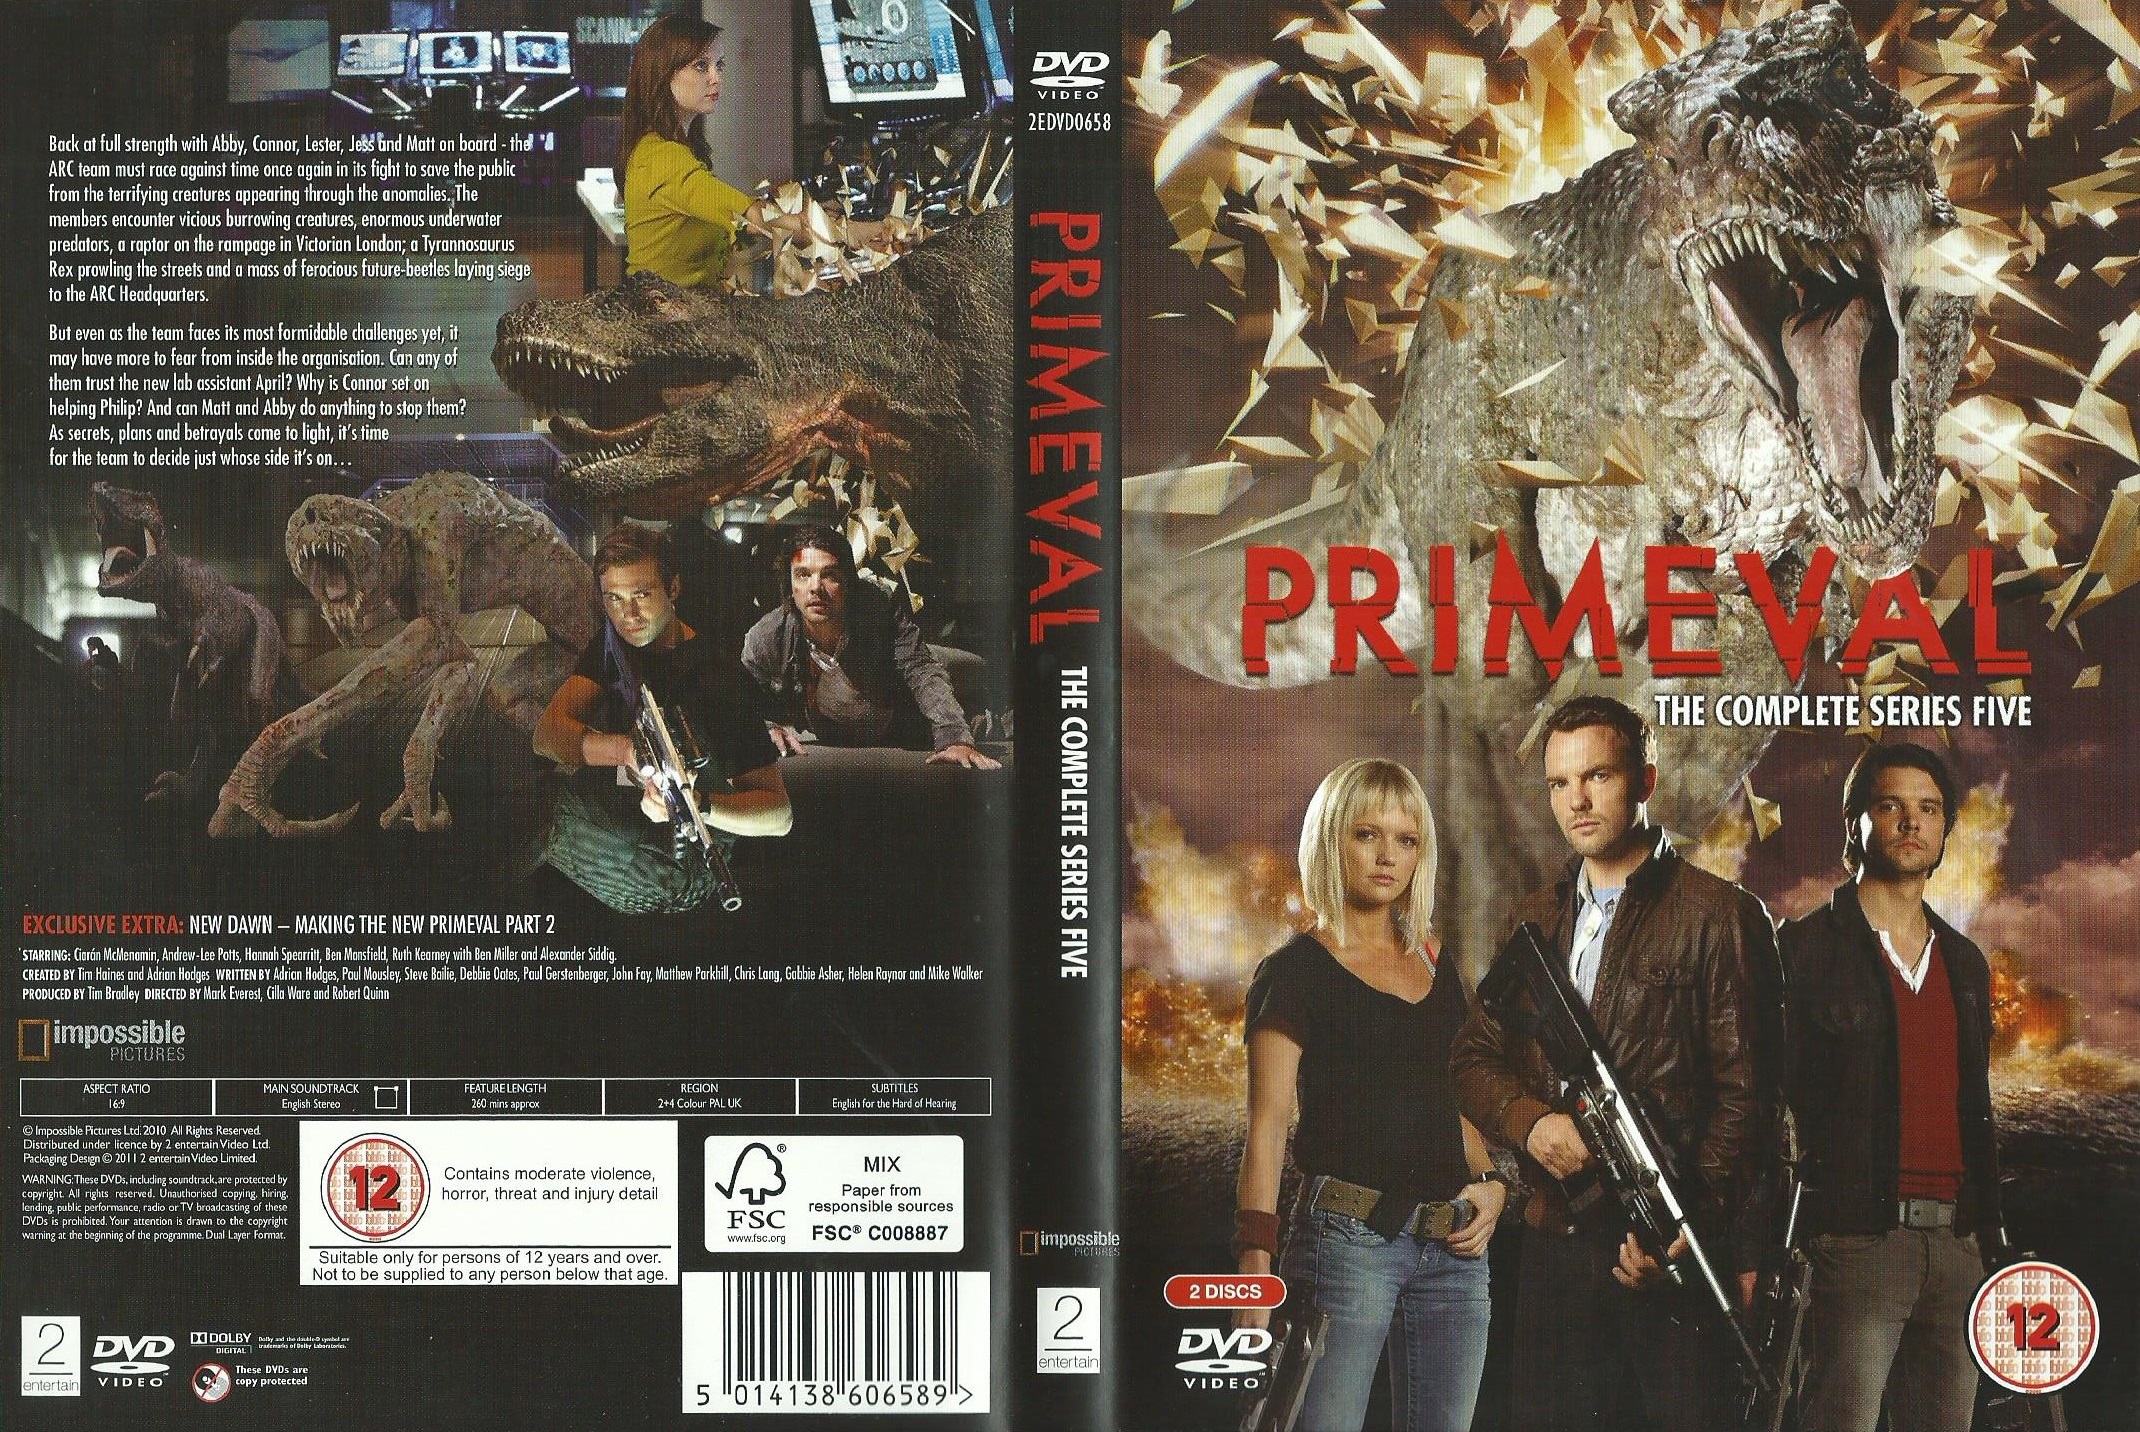 SCANN
Back at full strength with Abby, Connor, Lester, Jess and Matt on board - the
ARC team must race against time once again in its fight to save the public
from the terrifying creatures appearing through the anomalies. The
members encounter vicious burrowing creatures, enormous underwater
predators, a raptor on the rampage in Victorian London; a Tyrannosaurus
Rex prowling the streets and a mass of ferocious future-beetles laying siege
to the ARC Headquarters.
But even as the team faces its most formidable challenges yet, it
may have more to fear from inside the organisation. Can any of
them trust the new lab assistant April? Why is Connor set on
helping Philip? And can Matt and Abby do anything to stop them?
As secrets, plans and betrayals come to light, it's time
for the team to decide just whose side it's on...
EXCLUSIVE EXTRA: NEW DAWN – MAKING THE NEW PRIMEVAL PART 2
STARRING: Ciarán McMenamin, Andrew-Lee Potts, Hannah Spearritt, Ben Mansfield, Ruth Kearney with Ben Miller and Alexander Siddig.
CREATED BY Tim Haines and Adrian Hodges WRITTEN BY Adrian Hodges, Paul Mousley, Steve Bailie, Debbie Oates, Paul Gerstenberger, John Fay, Matthew Parkhill, Chris Lang, Gabbie Asher, Helen Raynor and Mike Walker
PRODUCED BY Tim Bradley DIRECTED BY Mark Everest, Cilla Ware and Robert Quinn
impossible
PICTURES
ASPECT RATIO
16:9
MAIN SOUNDTRACK
English Stereo
FEATURE LENGTH
260 mins approx
REGION
2+4 Colour PAL UK
SUBTITLES
English for the Hard of Hearing
© Impossible Pictures Ltd. 2010 All Rights Reserved.
Distributed under licence by 2 entertain Video Ltd.
Packaging Design © 2011 2 entertain Video Limited.
WARNING: These DVDs, including soundtrack, are protected by
copyright. All rights reserved. Unauthorised copying, hiring,
lending, public performance, radio or TV broadcasting of these
DVDs is prohibited. Your attention is drawn to the copyright
warning at the beginning of the programme. Dual Layer Format.
12
Contains moderate violence,
horror, threat and injury detail
Suitable only for persons of 12 years and over.
Not to be supplied to any person below that age.
®
FSC
www.fsc.org
MIX
Paper from
responsible sources
FSC® C008887
2
entertain
DVD
VIDEO
DOLBY
DIGITAL
Dolby and the double-D symbol are
trademarks of Dolby Laboratories.
These DVDs are
copy protected
5 014138 606589 >
DVD
VIDEO
2EDVD0658
PRIMEVAL
THE COMPLETE SERIES FIVE
impossible
PICTURES
2
entertain
PRIMEVAL
THE COMPLETE SERIES FIVE
2 DISCS
DVD
VIDEO™
12